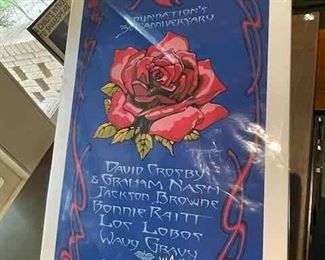 Foundation's
30th Anniversary
David Crosby
& Graham Nash
Jackson Browne
Bonnie Raitt
Los Lobos
Wavy Gravy